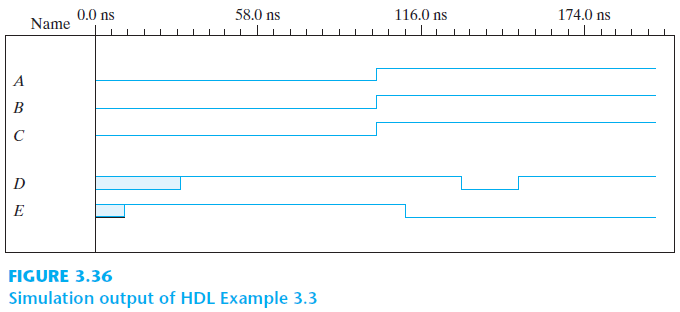 Name 0.0 ns 58.0 ns 116.0 ns 174.0 ns
A
B
C
D
E
FIGURE 3.36
Simulation output of HDL Example 3.3